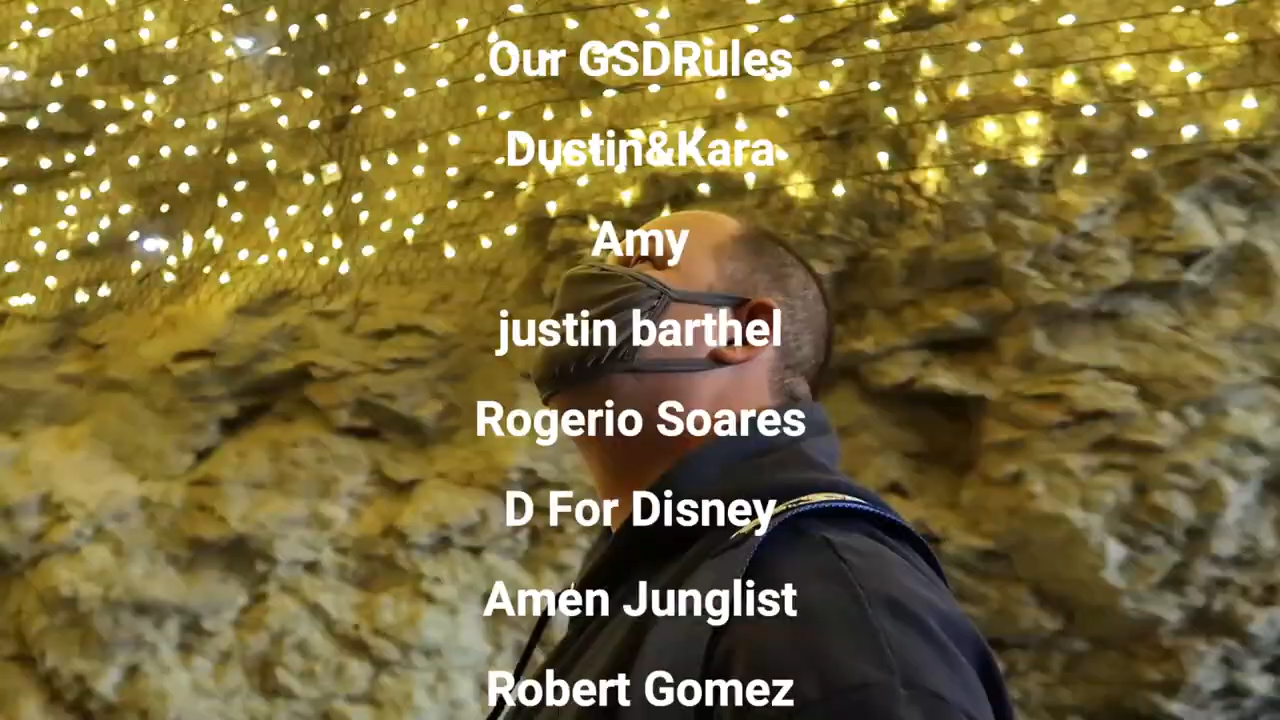 Our GSDRules
Dustin&Kara
Amy
justin barthel
Rogerio Soares
D For Disney
Amen Junglist
Robert Gomez